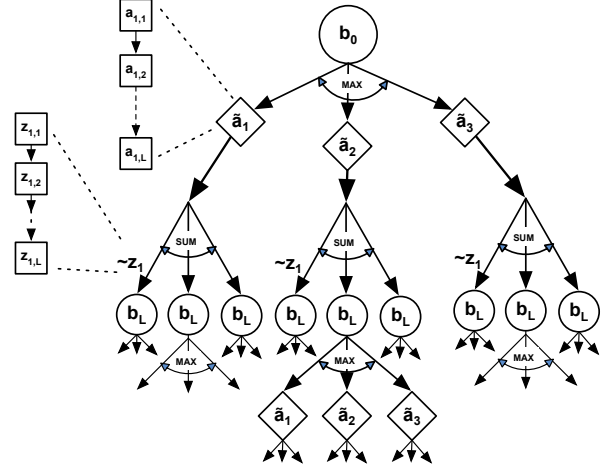 a1,1
b0
a1,2
MAX
ã1
ã3
z1,1
ã2
a1,L
z1,2
SUM
SUM
SUM
z1,L
~z1
~z1
~z1
bL
bL
bL
bL
bL
bL
bL
bL
bL
MAX
MAX
MAX
ã1
ã2
ã3